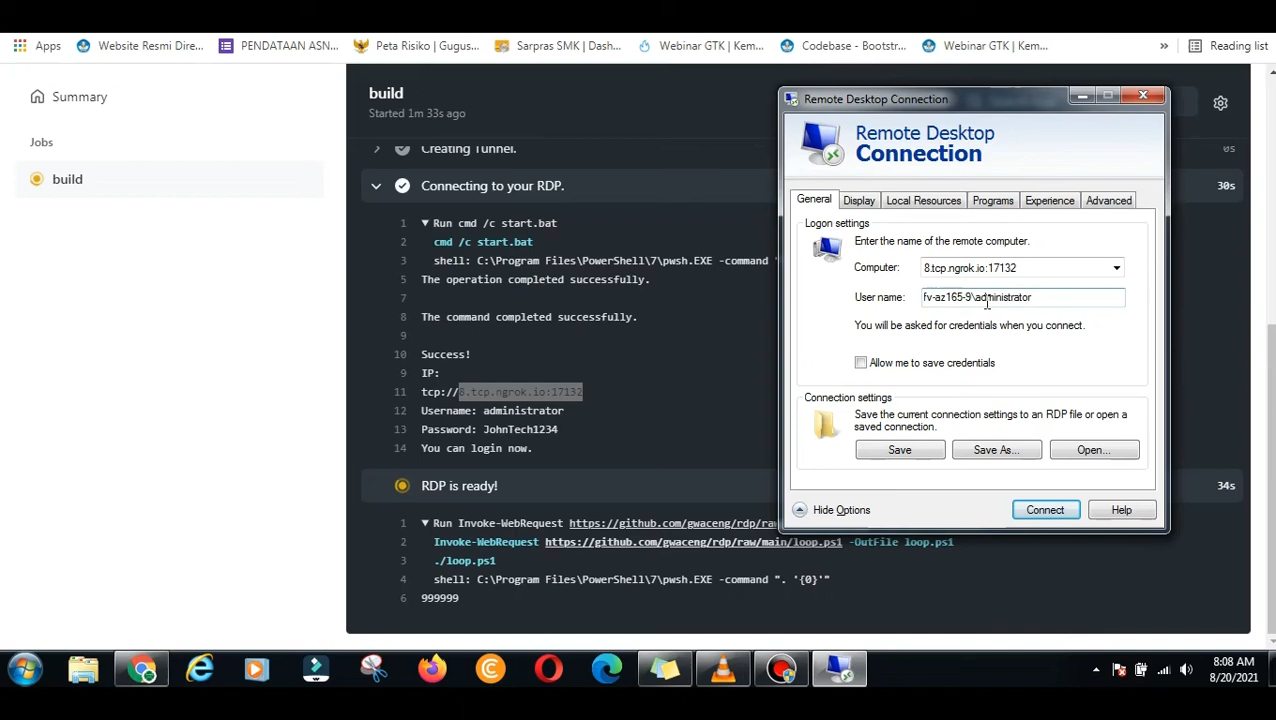 Apps
Website Resmi Dire...
PENDATAAN ASN...
Peta Risiko | Gugus...
Sarpras SMK | Dash...
Webinar GTK | Kem...
Codebase - Bootstr...
Webinar GTK | Kem...
»
Reading list
Summary
Jobs
build
build
Started 1m 33s ago
Creating Tunnel.
0s
Connecting to your RDP.
30s
1 ▼ Run cmd /c start.bat
2 cmd /c start.bat
3 shell: C:\Program Files\PowerShell\7\pwsh.EXE -command "
5 The operation completed successfully.
7
8 The command completed successfully.
9
10 Success!
9 IP:
11 tcp://8.tcp.ngrok.io:17132
12 Username: administrator
13 Password: JohnTech1234
14 You can login now.
RDP is ready!
34s
1 ▼ Run Invoke-WebRequest https://github.com/gwaceng/rdp/raw
2 Invoke-WebRequest https://github.com/gwaceng/rdp/raw/main/loop.ps1 -OutFile loop.ps1
3 ./loop.ps1
4 shell: C:\Program Files\PowerShell\7\pwsh.EXE -command ". '{0}'"
6 999999
Remote Desktop Connection
Remote Desktop
Connection
General
Display
Local Resources
Programs
Experience
Advanced
Logon settings
Enter the name of the remote computer.
Computer: 8.tcp.ngrok.io:17132
User name: fv-az165-9\administrator
You will be asked for credentials when you connect.
Allow me to save credentials
Connection settings
Save the current connection settings to an RDP file or open a
saved connection.
Save
Save As...
Open...
Hide Options
Connect
Help
8:08 AM
8/20/2021